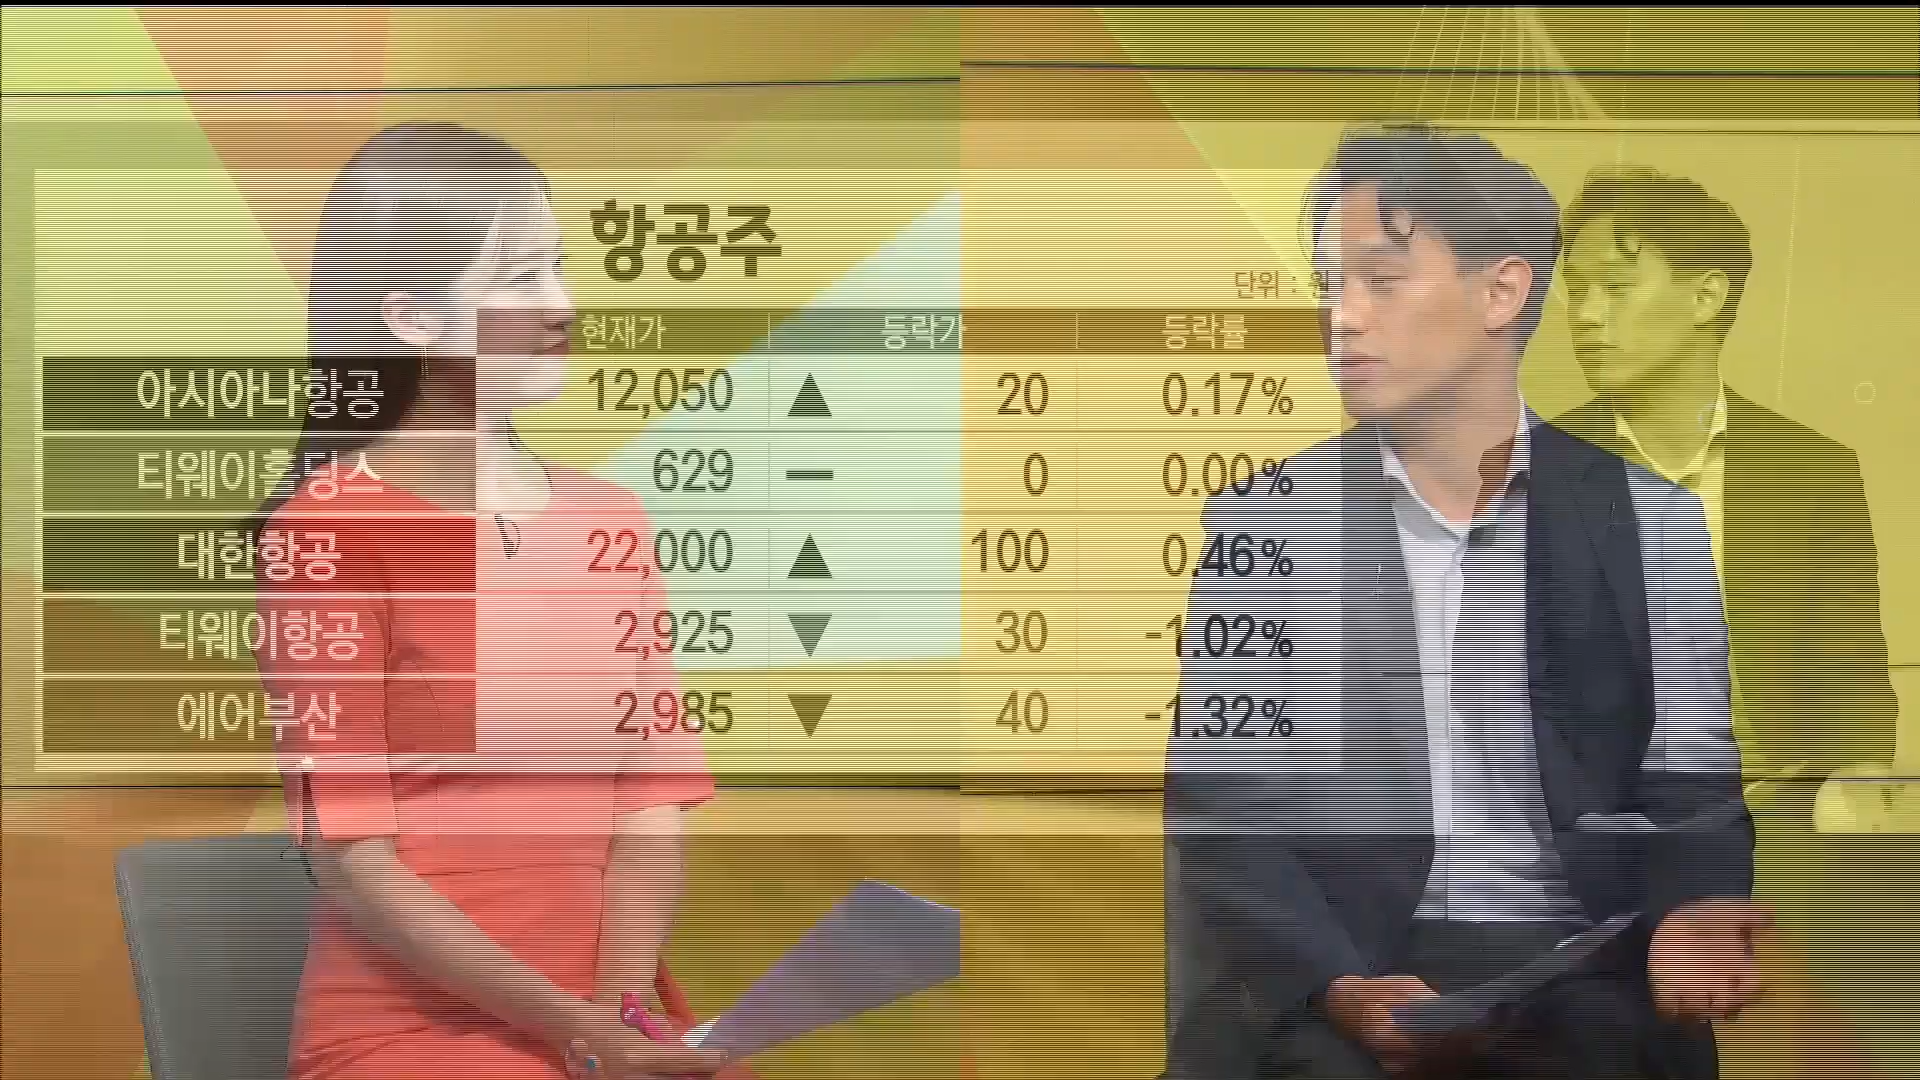 항공주
단위 : 원
현재가 등락가 등락률
아시아나항공 12,050 ▲ 20 0.17%
티웨이홀딩스 629 – 0 0.00%
대한항공 22,000 ▲ 100 0.46%
티웨이항공 2,925 ▼ 30 -1.02%
에어부산 2,985 ▼ 40 -1.32%